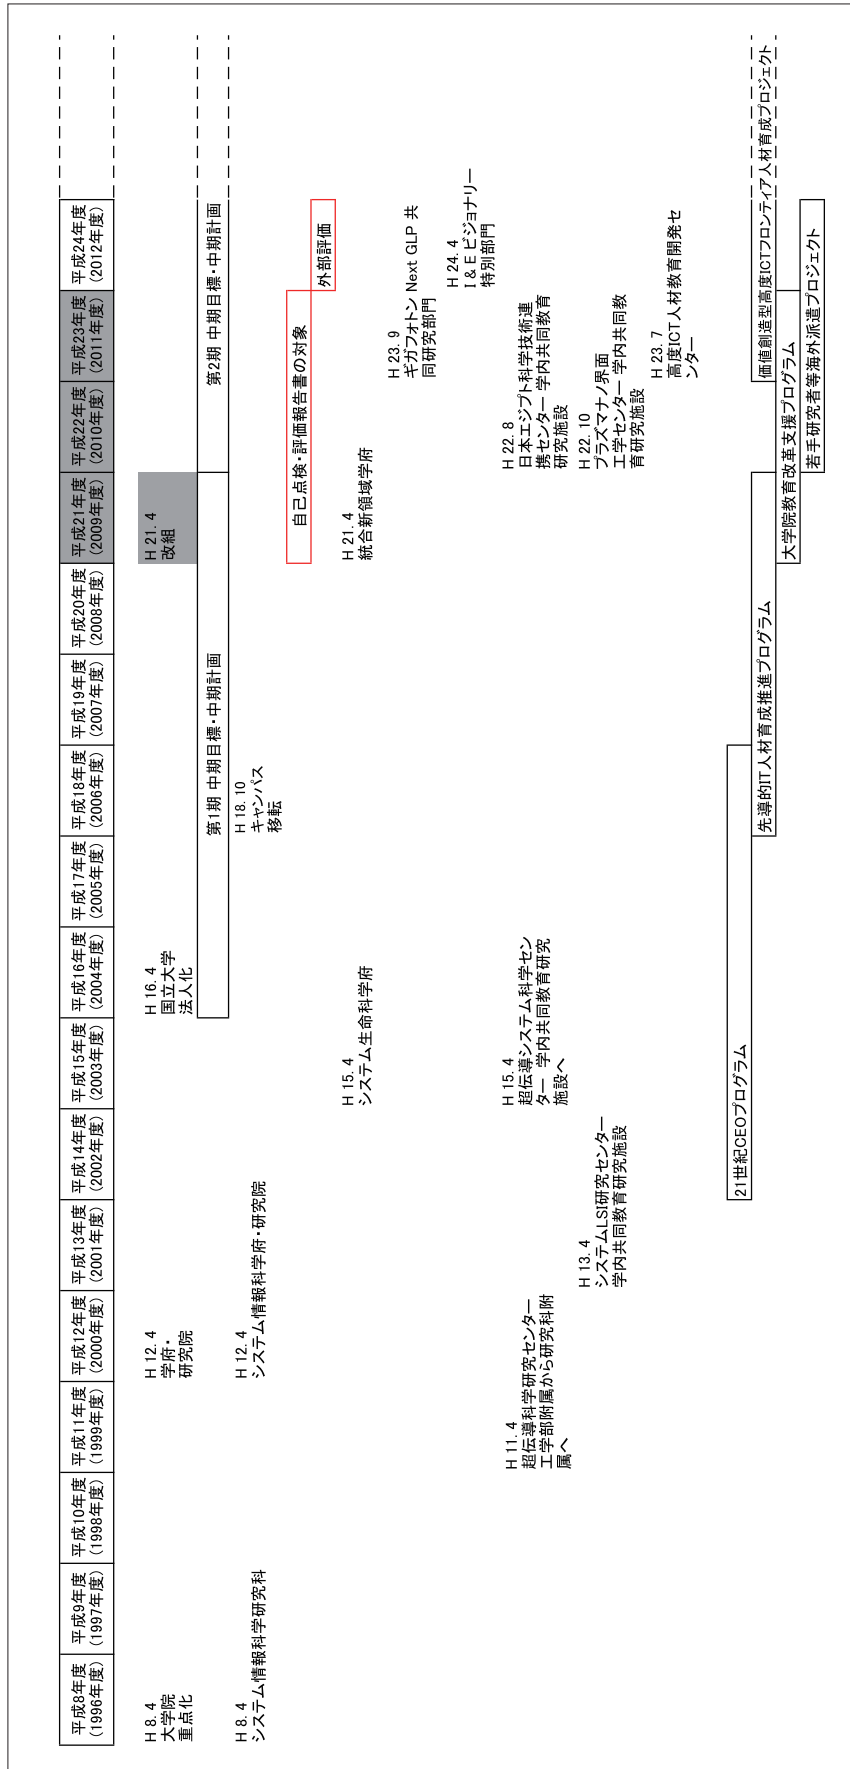 平成8年度
(1996年度)
平成9年度
(1997年度)
平成10年度
(1998年度)
平成11年度
(1999年度)
平成12年度
(2000年度)
平成13年度
(2001年度)
平成14年度
(2002年度)
平成15年度
(2003年度)
平成16年度
(2004年度)
平成17年度
(2005年度)
平成18年度
(2006年度)
平成19年度
(2007年度)
平成20年度
(2008年度)
平成21年度
(2009年度)
平成22年度
(2010年度)
平成23年度
(2011年度)
平成24年度
(2012年度)
H 8. 4
大学院
重点化
H 12. 4
学府・
研究院
H 16. 4
国立大学
法人化
H 21. 4
改組
第1期 中期目標・中期計画
第2期 中期目標・中期計画
H 8. 4
システム情報科学研究科
H 12. 4
システム情報科学府・研究院
H 18. 10
キャンパス
移転
自己点検・評価報告書の対象
外部評価
H 15. 4
システム生命科学府
H 21. 4
統合新領域学府
H 23. 9
ギガフォトン Next GLP 共
同研究部門
H 24. 4
I & E ビジョナリー
特別部門
H 11. 4
超伝導科学研究センター
工学部附属から研究科附
属へ
H 15. 4
超伝導システム科学セン
ター 学内共同教育研究
施設へ
H 22. 8
日本エジプト科学技術連
携センター 学内共同教育
研究施設
H 13. 4
システムLSI研究センター
学内共同教育研究施設
H 22. 10
プラズマナノ界面
工学センター 学内共同教
育研究施設
H 23. 7
高度ICT人材教育開発セ
ンター
21世紀CEOプログラム
先導的IT人材育成推進プログラム
価値創造型高度ICTフロンティア人材育成プロジェクト
大学院教育改革支援プログラム
若手研究者等海外派遣プロジェクト